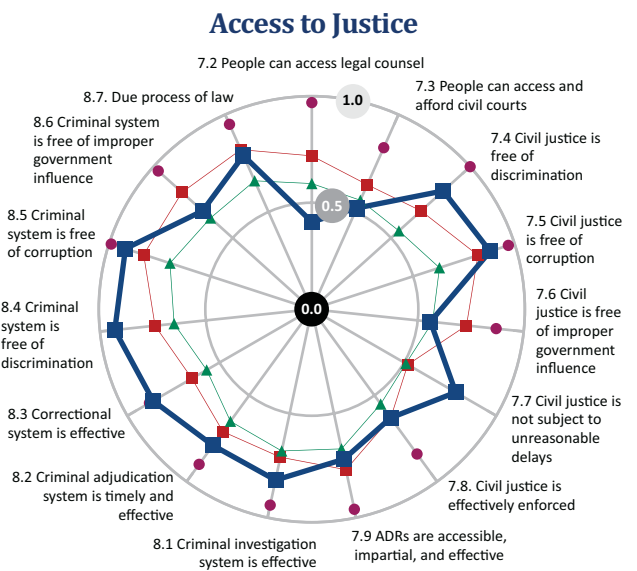 Access to Justice
7.2 People can access legal counsel
7.3 People can access and
afford civil courts
7.4 Civil justice is
free of
discrimination
7.5 Civil justice
is free of
corruption
7.6 Civil
justice is free
of improper
government
influence
7.7 Civil justice is
not subject to
unreasonable
delays
7.8. Civil justice is
effectively enforced
7.9 ADRs are accessible,
impartial, and effective
8.1 Criminal investigation
system is effective
8.2 Criminal adjudication
system is timely and
effective
8.3 Correctional
system is effective
8.4 Criminal
system is
free of
discrimination
8.5 Criminal
system is free
of corruption
8.6 Criminal system
is free of improper
government
influence
8.7. Due process of law
1.0
0.5
0.0